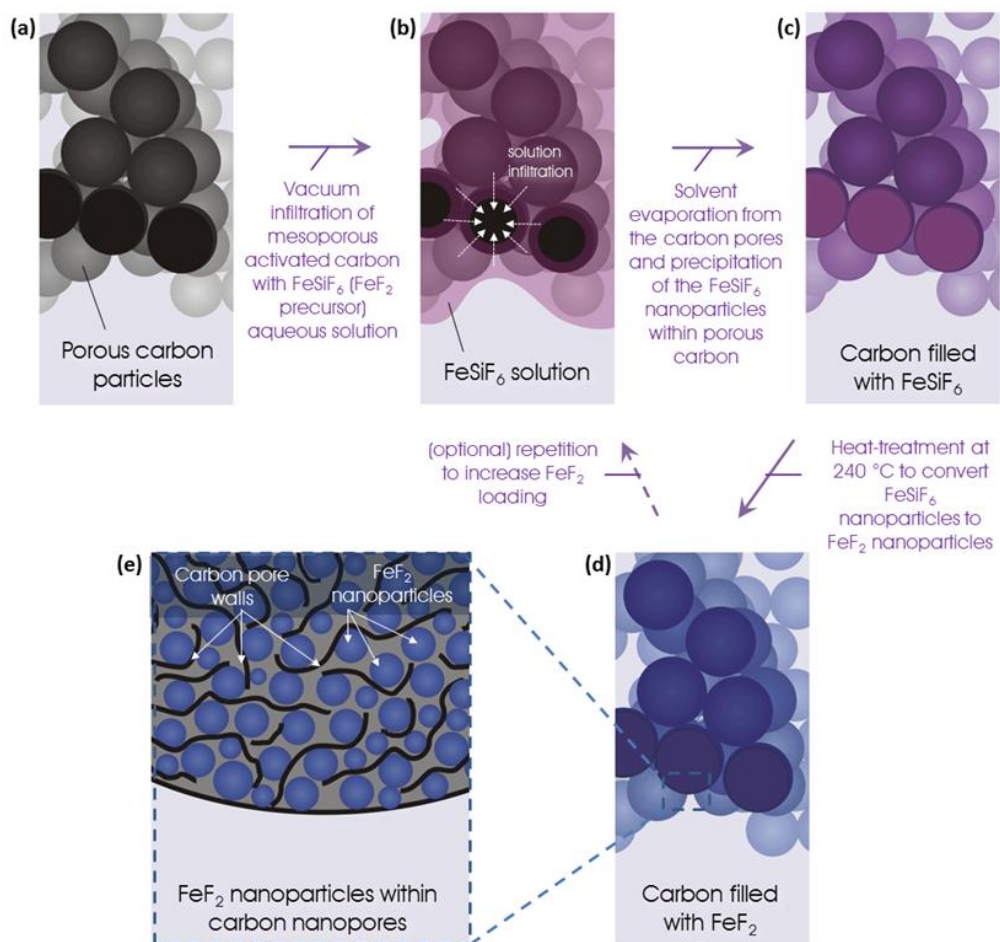 (a)
Porous carbon
particles
Vacuum
infiltration of
mesoporous
activated carbon
with FeSiF₆ (FeF₂
precursor)
aqueous solution
(b)
solution
infiltration
FeSiF₆ solution
Solvent
evaporation from
the carbon pores
and precipitation
of the FeSiF₆
nanoparticles
within porous
carbon
(c)
Carbon filled
with FeSiF₆
(optional) repetition
to increase FeF₂
loading
Heat-treatment at
240 °C to convert
FeSiF₆
nanoparticles to
FeF₂ nanoparticles
(e)
Carbon pore
walls
FeF₂
nanoparticles
FeF₂ nanoparticles within
carbon nanopores
(d)
Carbon filled
with FeF₂